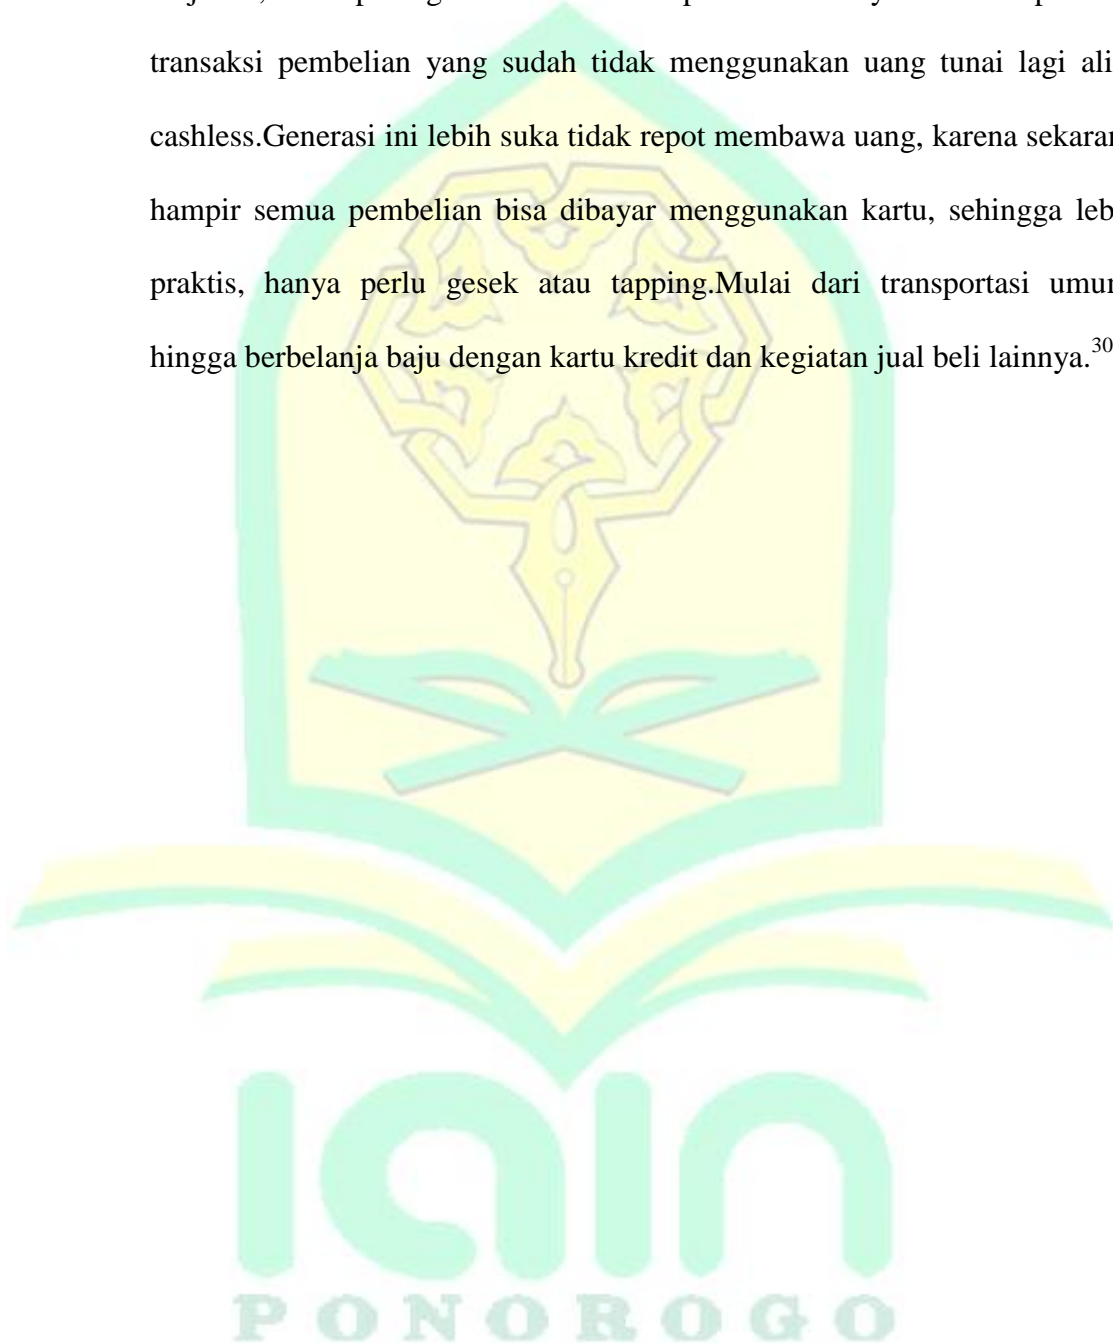 transaksi pembelian yang sudah tidak menggunakan uang tunai lagi ali
cashless.Generasi ini lebih suka tidak repot membawa uang, karena sekaran
hampir semua pembelian bisa dibayar menggunakan kartu, sehingga leb
praktis, hanya perlu gesek atau tapping.Mulai dari transportasi umu
hingga berbelanja baju dengan kartu kredit dan kegiatan jual beli lainnya.30
iain
PONOROGO